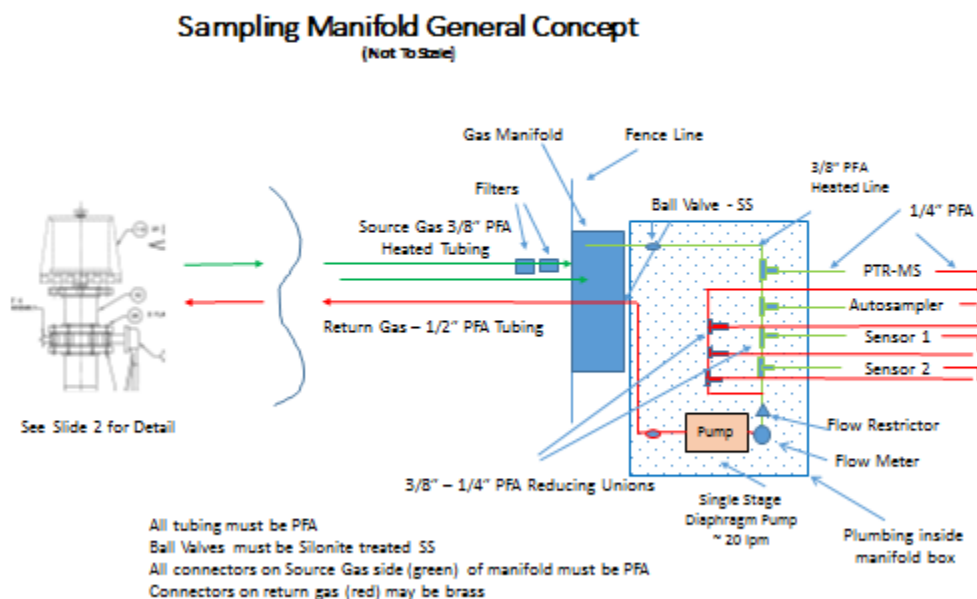 Sampling Manifold General Concept
(Not To Scale)
Gas Manifold
Fence Line
3/8" PFA
Heated Line
Filters
Ball Valve - SS
1/4" PFA
Source Gas 3/8" PFA
Heated Tubing
PTR-MS
Autosampler
Return Gas – 1/2" PFA Tubing
Sensor 1
Sensor 2
See Slide 2 for Detail
Pump
Flow Restrictor
Flow Meter
3/8" – 1/4" PFA Reducing Unions
Single Stage
Diaphragm Pump
~ 20 lpm
Plumbing inside
manifold box
All tubing must be PFA
Ball Valves must be Silonite treated SS
All connectors on Source Gas side (green) of manifold must be PFA
Connectors on return gas (red) may be brass